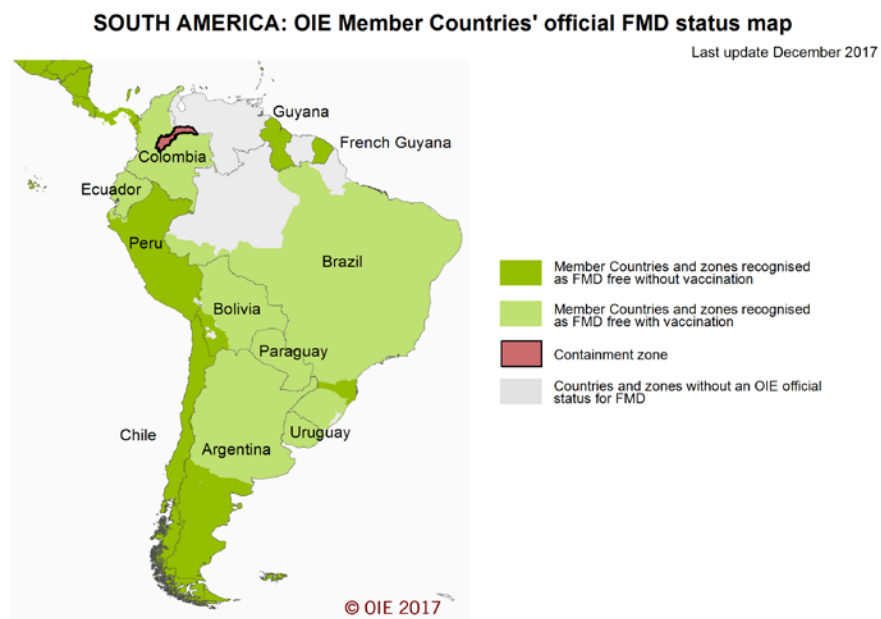 SOUTH AMERICA: OIE Member Countries' official FMD status map
Last update December 2017
Guyana
French Guyana
Colombia
Ecuador
Peru
Brazil
Bolivia
Paraguay
Chile
Uruguay
Argentina
Member Countries and zones recognised
as FMD free without vaccination
Member Countries and zones recognised
as FMD free with vaccination
Containment zone
Countries and zones without an OIE official
status for FMD
© OIE 2017